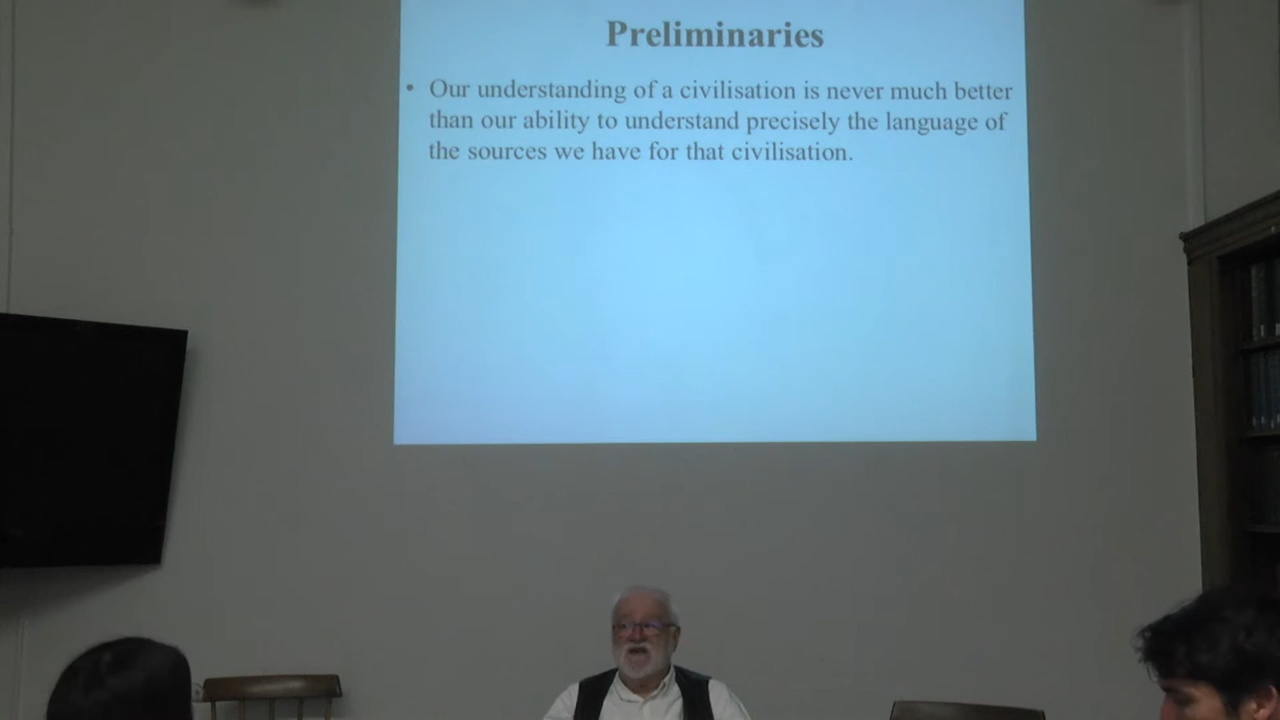 Preliminaries
• Our understanding of a civilisation is never much better
than our ability to understand precisely the language of
the sources we have for that civilisation.